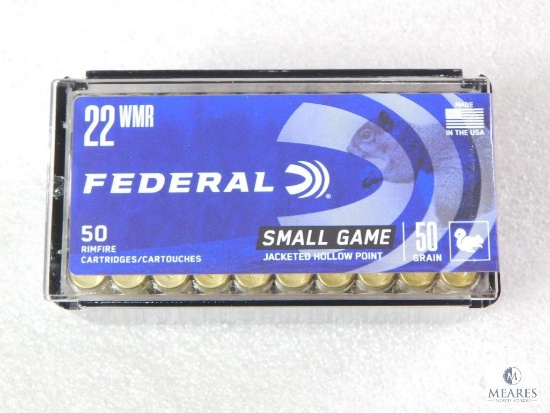 22 WMR
MADE
IN THE USA
FEDERAL ®
50
RIMFIRE
CARTRIDGES/CARTOUCHES
SMALL GAME
JACKETED HOLLOW POINT
50
GRAIN
M
MEARES